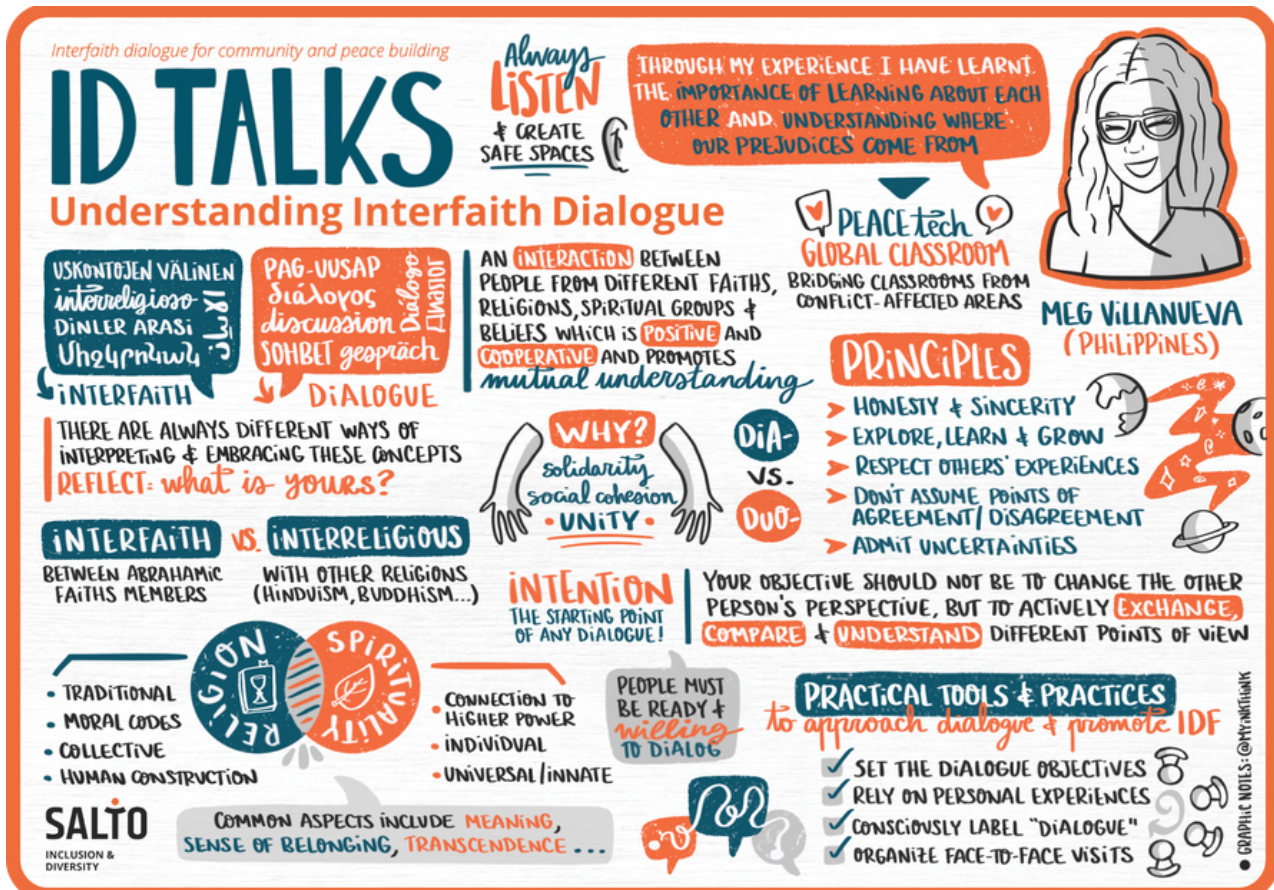 Interfaith dialogue for community and peace building
ID TALKS
Understanding Interfaith Dialogue
Always
LISTEN
& CREATE
SAFE SPACES
THROUGH MY EXPERIENCE I HAVE LEARNT
THE IMPORTANCE OF LEARNING ABOUT EACH
OTHER AND UNDERSTANDING WHERE
OUR PREJUDICES COME FROM
PEACE tech
GLOBAL CLASSROOM
BRIDGING CLASSROOMS FROM
CONFLICT-AFFECTED AREAS
MEG VILLANUEVA
(PHILIPPINES)
USKONTOJEN VÄLINEN
interreligioso
DINLER ARASI
INTERFAITH
PAG-UUSAP
διάλογος
discussion
SOHBET gespräch
Diálogo
Диалог
DIALOGUE
AN INTERACTION BETWEEN
PEOPLE FROM DIFFERENT FAITHS,
RELIGIONS, SPIRITUAL GROUPS &
BELIEFS WHICH IS POSITIVE AND
COOPERATIVE AND PROMOTES
mutual understanding
THERE ARE ALWAYS DIFFERENT WAYS OF
INTERPRETING & EMBRACING THESE CONCEPTS
REFLECT: what is yours?
WHY?
solidarity
social cohesion
• UNITY •
DIA-
VS.
DUO-
PRINCIPLES
HONESTY & SINCERITY
EXPLORE, LEARN & GROW
RESPECT OTHERS' EXPERIENCES
DON'T ASSUME POINTS OF
AGREEMENT/DISAGREEMENT
ADMIT UNCERTAINTIES
INTERFAITH VS. INTERRELIGIOUS
BETWEEN ABRAHAMIC
FAITHS MEMBERS
WITH OTHER RELIGIONS
(HINDUISM, BUDDHISM...)
INTENTION
THE STARTING POINT
OF ANY DIALOGUE!
YOUR OBJECTIVE SHOULD NOT BE TO CHANGE THE OTHER
PERSON'S PERSPECTIVE, BUT TO ACTIVELY EXCHANGE,
COMPARE & UNDERSTAND DIFFERENT POINTS OF VIEW
RELIGION
SPIRITUALITY
• TRADITIONAL
• MORAL CODES
• COLLECTIVE
• HUMAN CONSTRUCTION
• CONNECTION TO
HIGHER POWER
• INDIVIDUAL
• UNIVERSAL/INNATE
PEOPLE MUST
BE READY &
willing
TO DIALOG
PRACTICAL TOOLS & PRACTICES
to approach dialogue & promote IDF
SET THE DIALOGUE OBJECTIVES
RELY ON PERSONAL EXPERIENCES
CONSCIOUSLY LABEL "DIALOGUE"
ORGANIZE FACE-TO-FACE VISITS
SALTO
INCLUSION &
DIVERSITY
COMMON ASPECTS INCLUDE MEANING,
SENSE OF BELONGING, TRANSCENDENCE ...
• GRAPHIC NOTES: @MYINKTHINK